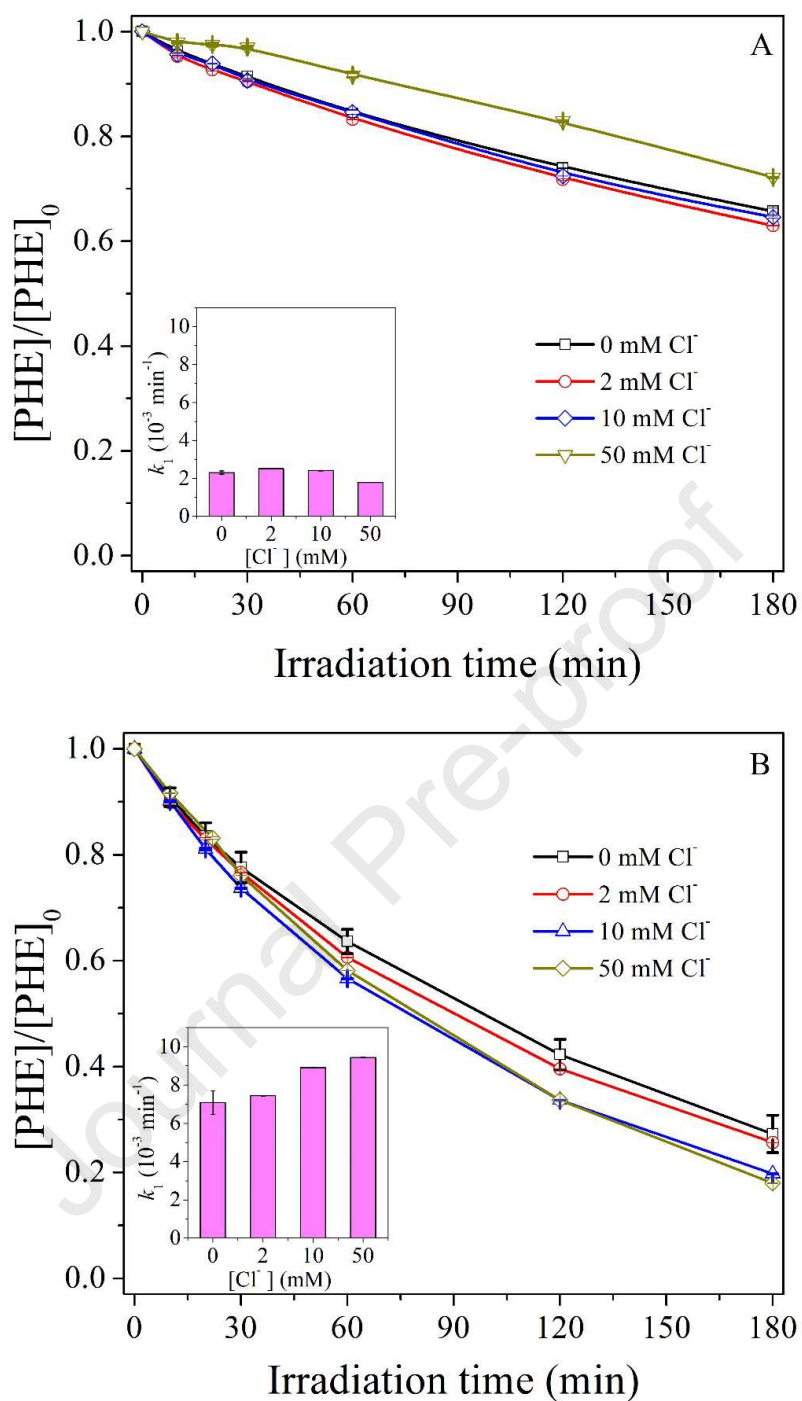 A
1.0
0.8
0.6
0.4
0.2
0.0
[PHE]/[PHE]₀
0 mM Cl⁻
2 mM Cl⁻
10 mM Cl⁻
50 mM Cl⁻
10
8
6
4
2
0
k₁ (10⁻³ min⁻¹)
0 2 10 50
[Cl⁻] (mM)
0 30 60 90 120 150 180
Irradiation time (min)
Journal Pre-proof
B
1.0
0.8
0.6
0.4
0.2
0.0
[PHE]/[PHE]₀
0 mM Cl⁻
2 mM Cl⁻
10 mM Cl⁻
50 mM Cl⁻
10
8
6
4
2
0
k₁ (10⁻³ min⁻¹)
0 2 10 50
[Cl⁻] (mM)
0 30 60 90 120 150 180
Irradiation time (min)